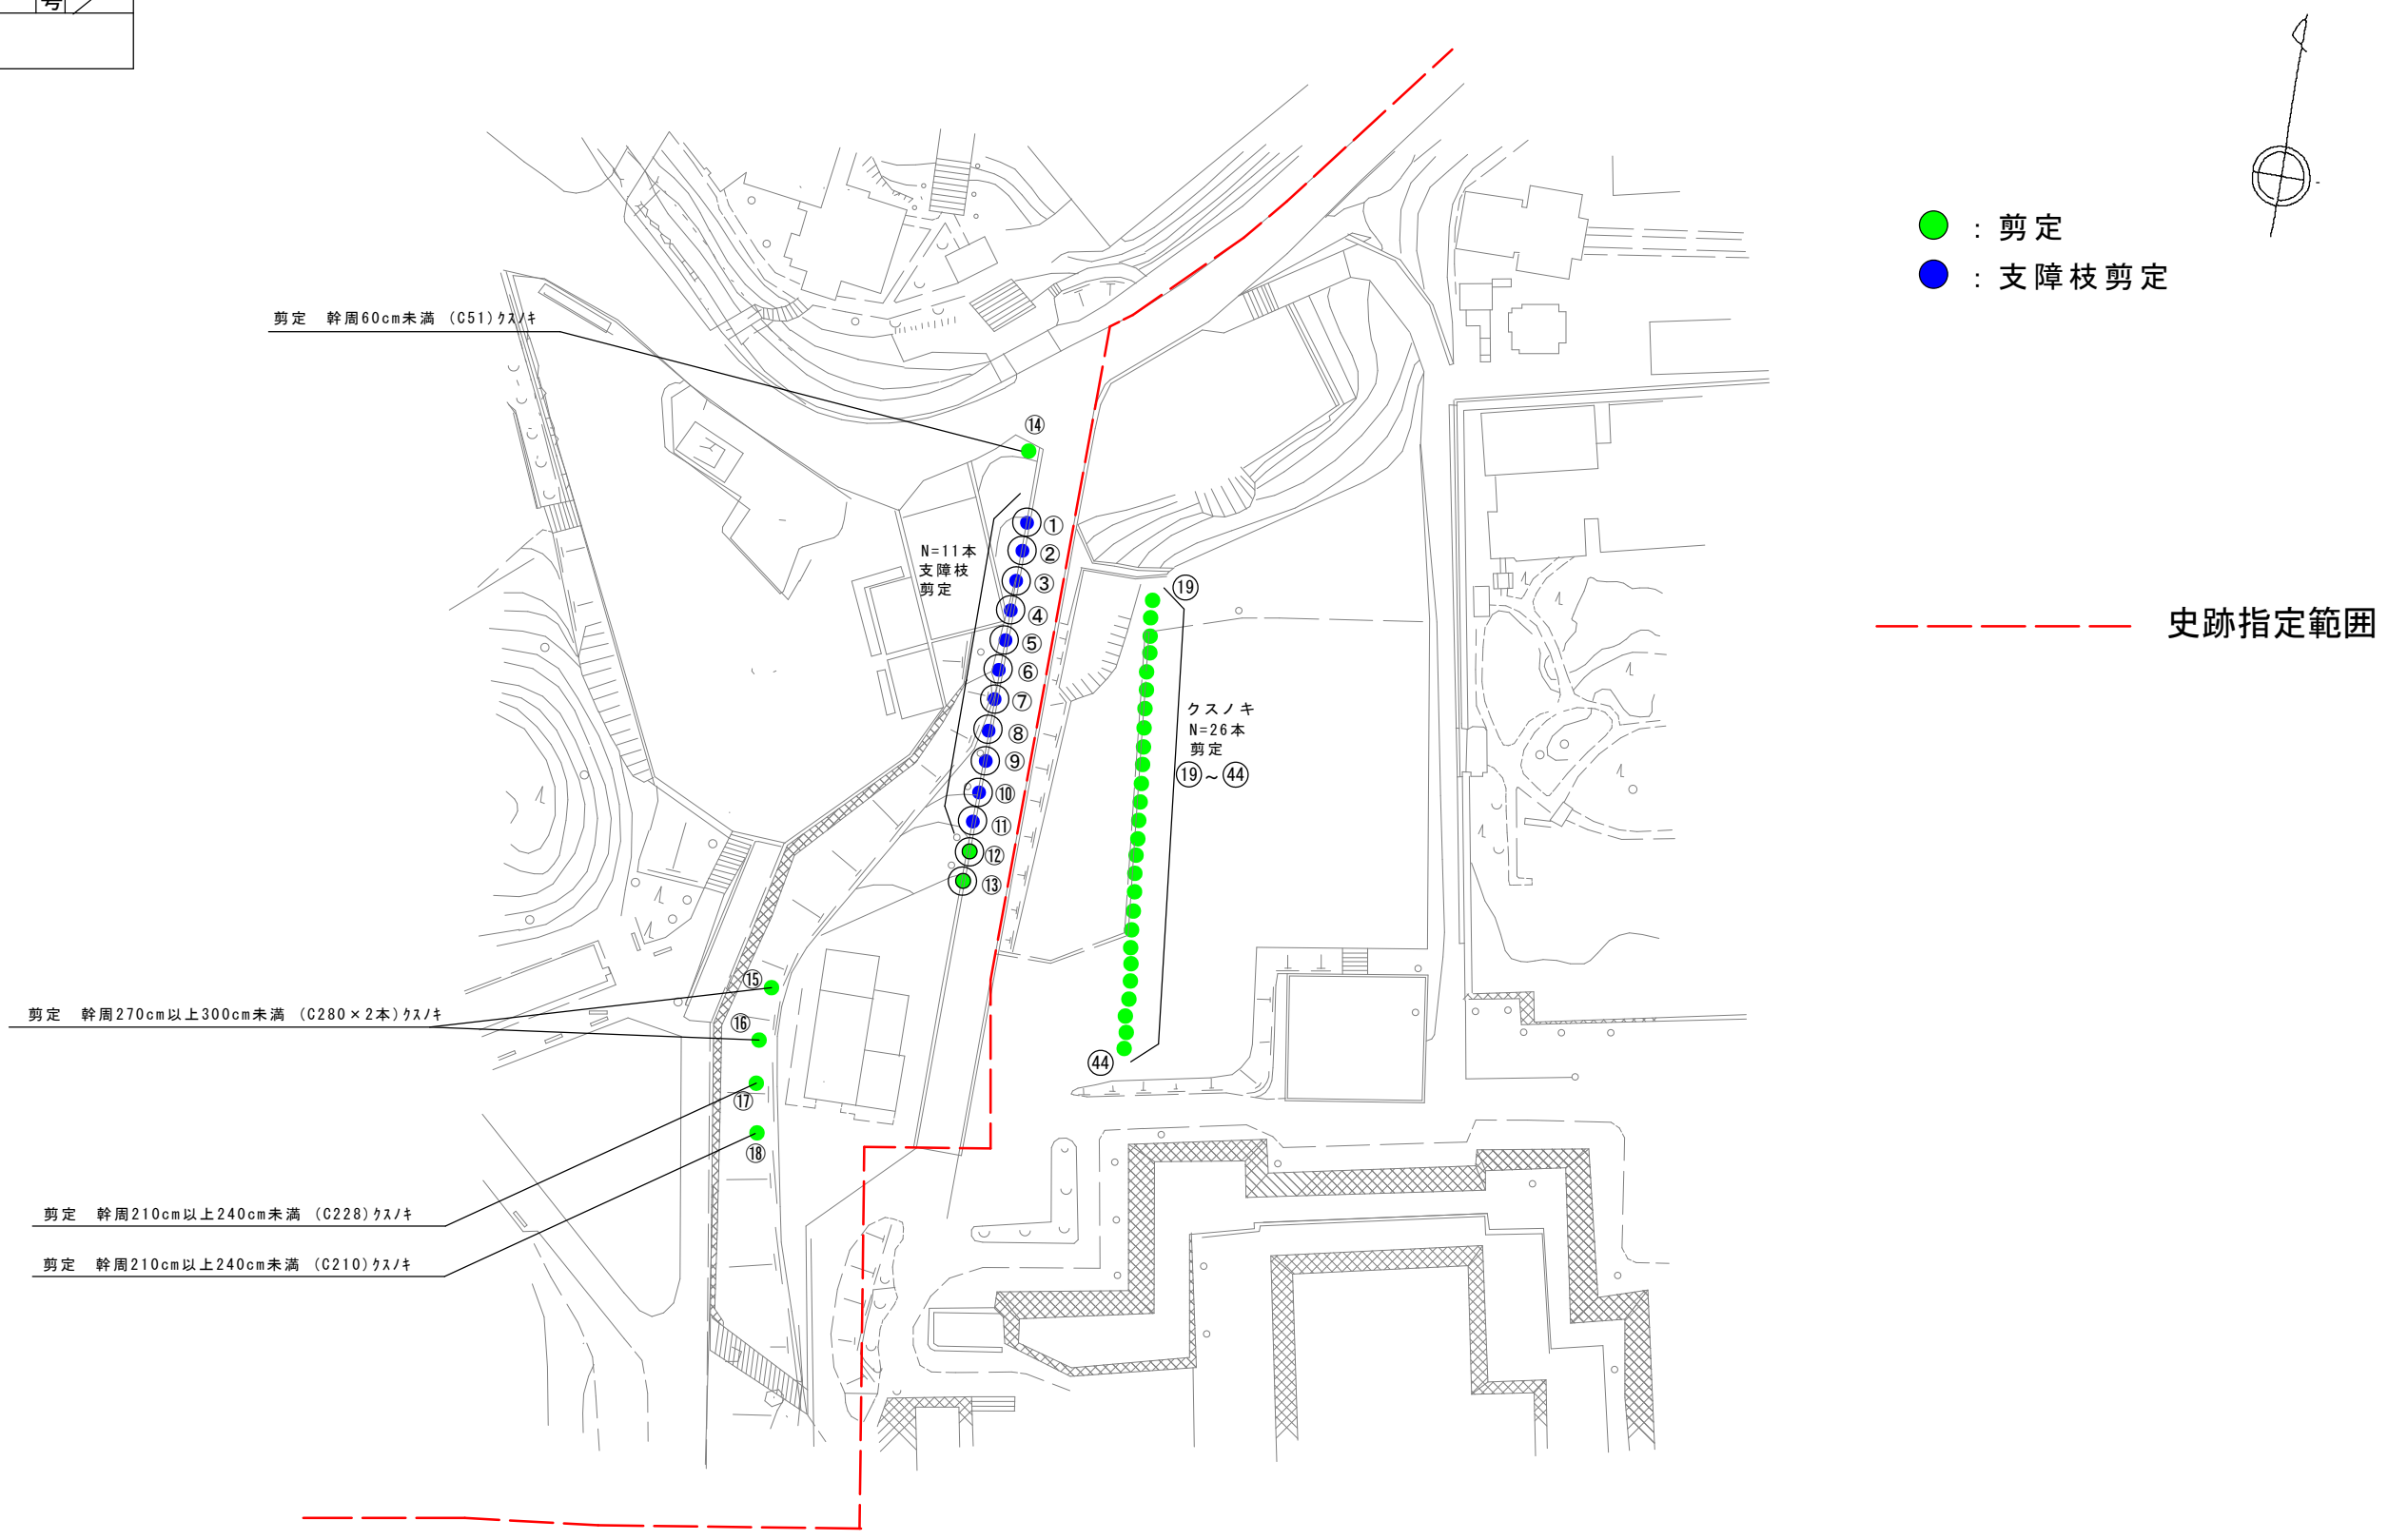 号
：剪定
：支障枝剪定
剪定　幹周60cm未満 (C51)ｸｽﾉｷ
⑭
①
②
③
④
⑤
⑥
⑦
⑧
⑨
⑩
⑪
⑫
⑬
N=11本
支障枝
剪定
⑲
史跡指定範囲
クスノキ
N=26本
剪定
⑲～㊹
㊹
⑮
⑯
⑰
⑱
剪定　幹周270cm以上300cm未満 (C280×2本)ｸｽﾉｷ
剪定　幹周210cm以上240cm未満 (C228)ｸｽﾉｷ
剪定　幹周210cm以上240cm未満 (C210)ｸｽﾉｷ